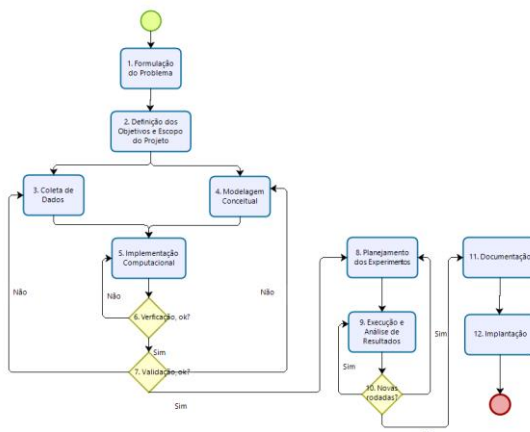 1. Formulação
do Problema
2. Definição dos
Objetivos e Escopo
do Projeto
3. Coleta de
Dados
4. Modelagem
Conceitual
5. Implementação
Computacional
Não
6. Verficação, ok?
Sim
7. Validação, ok?
Não
Não
Sim
8. Planejamento
dos Experimentos
9. Execução e
Análise de
Resultados
Sim
10. Novas
rodadas?
Sim
11. Documentação
12. Implantação